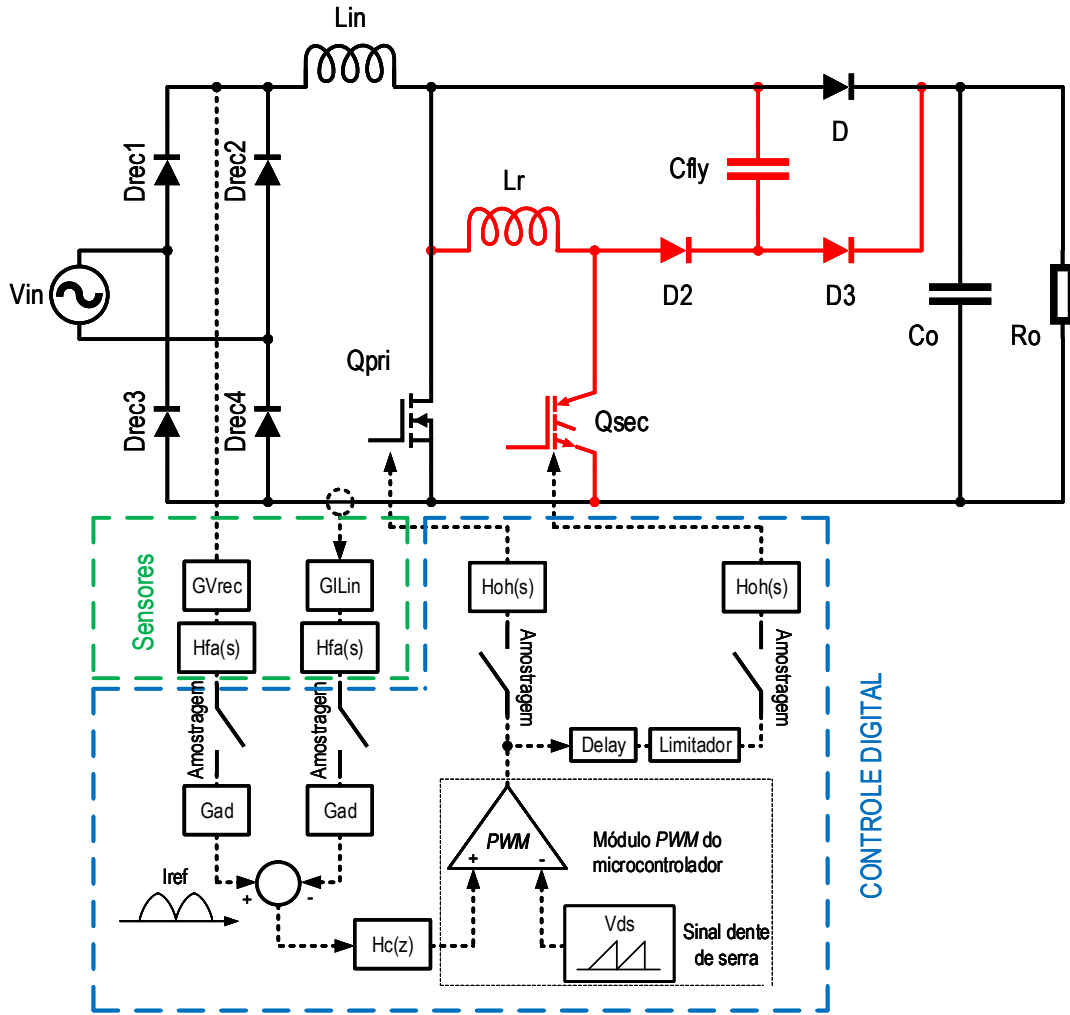 Lin
D
Drec1
Drec2
Cfly
Lr
D2
D3
Vin
Co
Ro
Qpri
Qsec
Drec3
Drec4
Sensores
GVrec
GILin
Hoh(s)
Hoh(s)
Hfa(s)
Hfa(s)
Amostragem
Amostragem
Amostragem
Amostragem
CONTROLE DIGITAL
Delay
Limitador
Gad
Gad
PWM
+ -
Módulo PWM do
microcontrolador
Iref
+ -
Hc(z)
Vds
Sinal dente
de serra